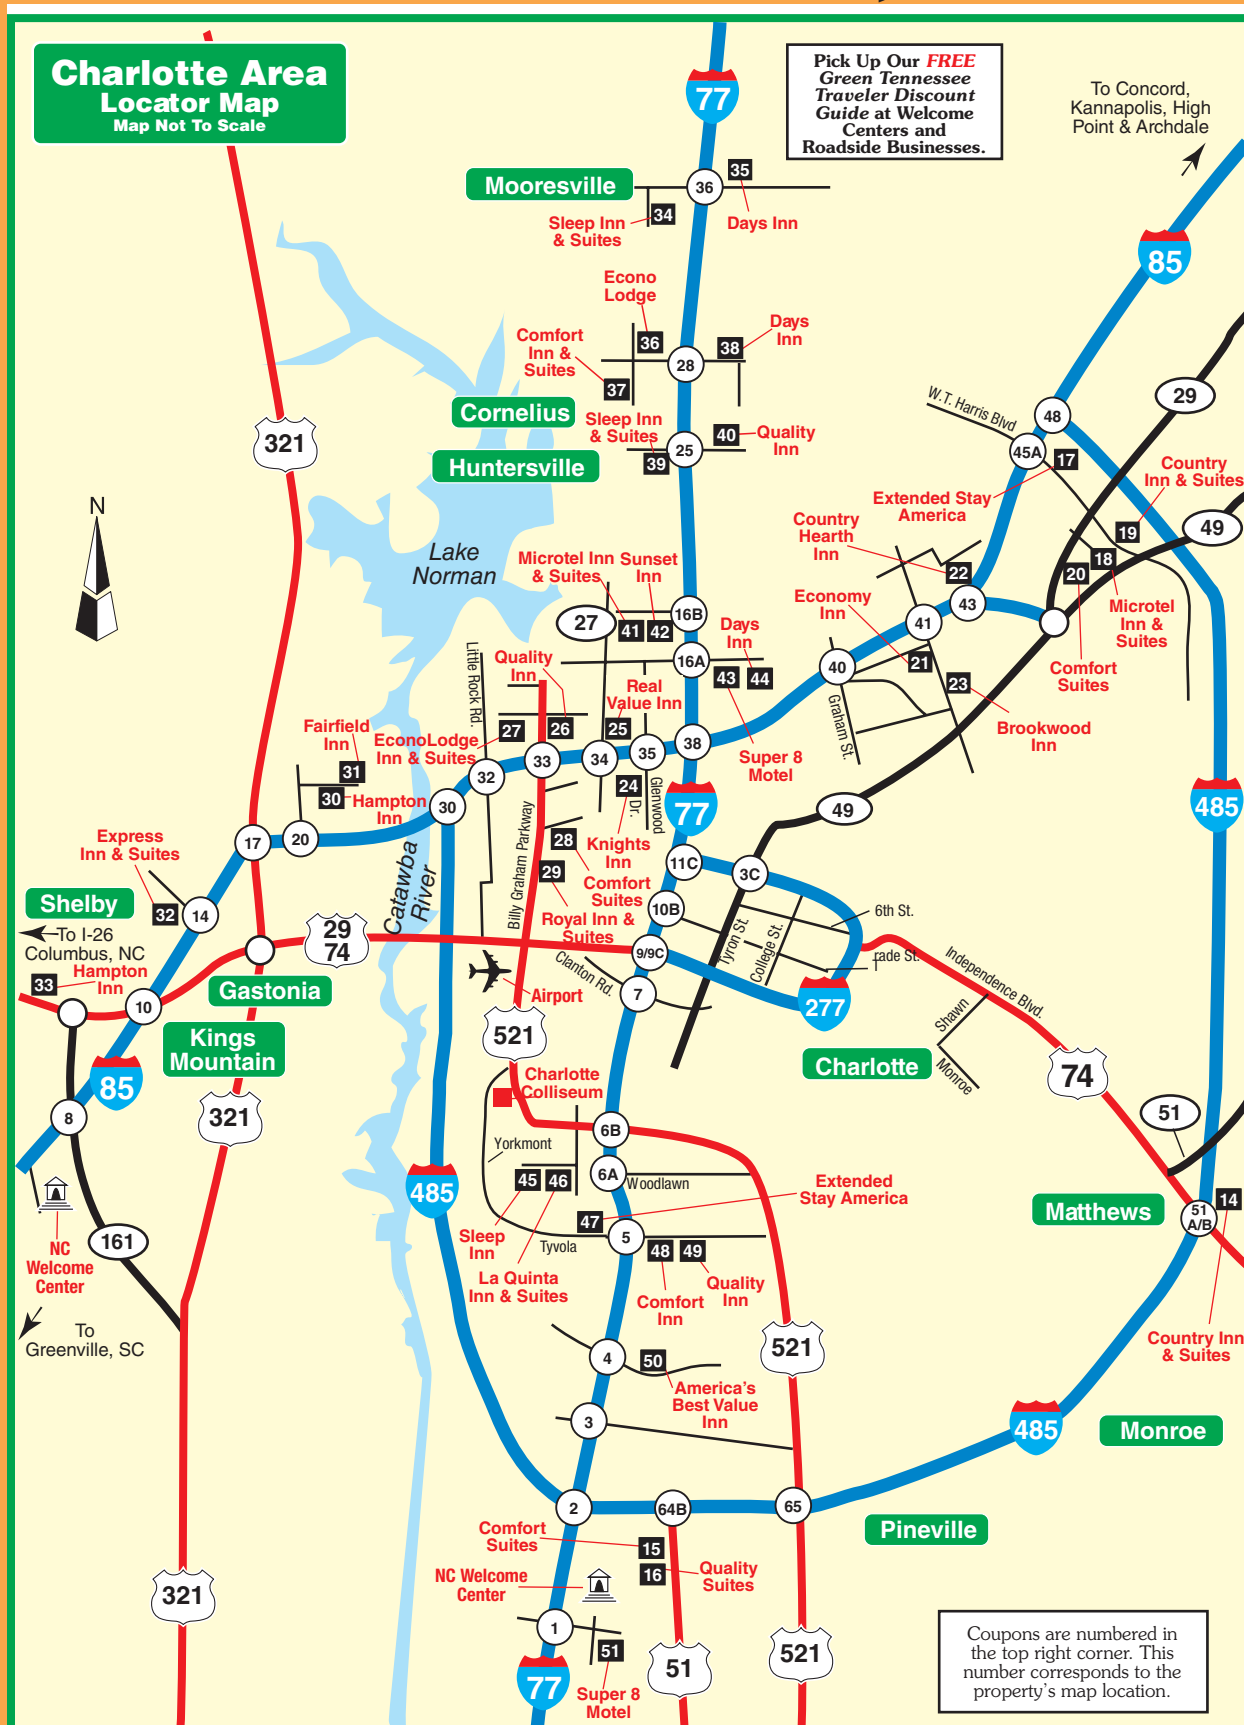 Charlotte Area
Locator Map
Map Not To Scale
Pick Up Our FREE
Green Tennessee
Traveler Discount
Guide at Welcome
Centers and
Roadside Businesses.
To Concord,
Kannapolis, High
Point & Archdale
77
85
Mooresville
36
35
34
Sleep Inn
& Suites
Days Inn
Econo
Lodge
36
Comfort
Inn &
Suites
37
28
38
Days
Inn
321
Cornelius
Huntersville
Sleep Inn
& Suites
39
25
40
Quality
Inn
W.T. Harris Blvd
29
48
45A
17
Extended Stay
America
Country
Inn & Suites
19
49
N
Lake
Norman
Country
Hearth
Inn
22
18
20
Microtel
Inn &
Suites
Comfort
Suites
Microtel Inn
& Suites
Sunset
Inn
27
41
42
16B
16A
Economy
Inn
41
43
21
23
Brookwood
Inn
40
Graham St.
Days
Inn
43
44
Super 8
Motel
Little Rock Rd.
Quality
Inn
Real
Value Inn
27
26
25
EconoLodge
Inn & Suites
Fairfield
Inn
31
30
Hampton
Inn
32
33
34
35
38
30
24
Glenwood
Dr.
Knights
Inn
77
49
485
17
20
Express
Inn & Suites
32
14
Shelby
To I-26
Columbus, NC
Hampton
Inn
33
10
29
74
Gastonia
Kings
Mountain
Catawba
River
Billy Graham Parkway
28
Comfort
Suites
29
Royal Inn &
Suites
11C
3C
10B
9/9C
6th St.
Tyron St.
College St.
Trade St.
277
Independence Blvd.
Shawn
Monroe
Clanton Rd.
7
Airport
521
Charlotte
74
51
85
8
321
Charlotte
Colliseum
6B
Yorkmont
6A
Woodlawn
45
46
Sleep
Inn
La Quinta
Inn & Suites
47
Extended
Stay America
Tyvola
5
48
49
Comfort
Inn
Quality
Inn
485
Matthews
51
A/B
14
Country Inn
& Suites
NC
Welcome
Center
161
To
Greenville, SC
4
50
America's
Best Value
Inn
521
3
485
Monroe
2
64B
65
Pineville
Comfort
Suites
15
16
Quality
Suites
NC Welcome
Center
321
1
51
Super 8
Motel
77
51
521
Coupons are numbered in
the top right corner. This
number corresponds to the
property's map location.